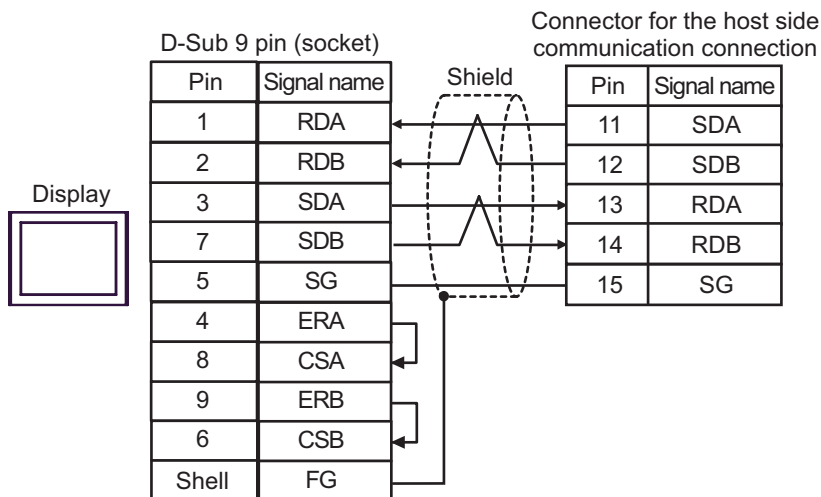 Connector for the host side
communication connection
D-Sub 9 pin (socket)
Shield
Display
Pin Signal name
1 RDA
2 RDB
3 SDA
7 SDB
5 SG
4 ERA
8 CSA
9 ERB
6 CSB
Shell FG
Pin Signal name
11 SDA
12 SDB
13 RDA
14 RDB
15 SG